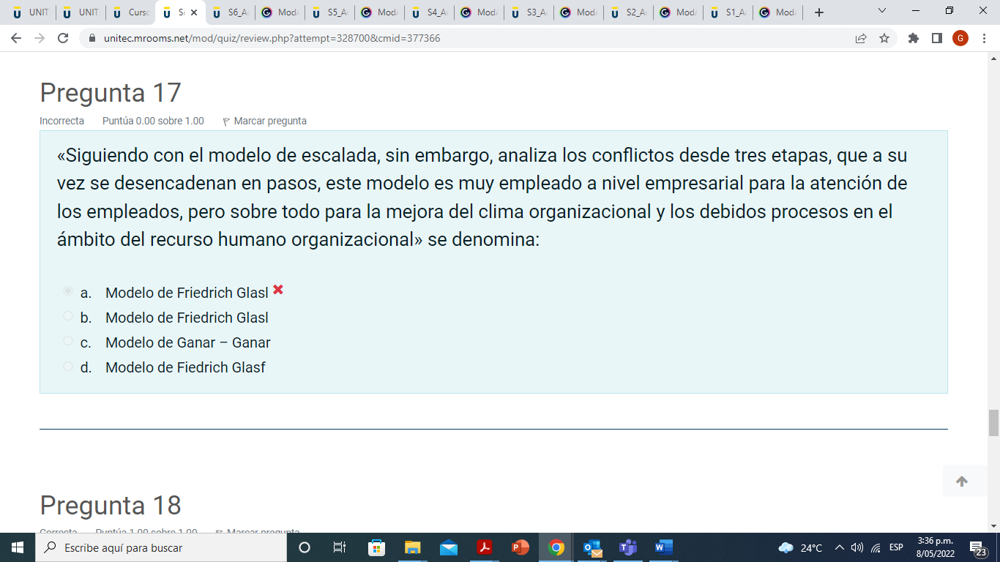 UNIT
UNIT
Curso
Se
S6_A
Mod
S5_A
Mod
S4_A
Mod
S3_A
Mod
S2_A
Mod
S1_A
Mod
unitec.mrooms.net/mod/quiz/review.php?attempt=328700&cmid=377366
G
Pregunta 17
Incorrecta Puntúa 0.00 sobre 1.00 Marcar pregunta
«Siguiendo con el modelo de escalada, sin embargo, analiza los conflictos desde tres etapas, que a su
vez se desencadenan en pasos, este modelo es muy empleado a nivel empresarial para la atención de
los empleados, pero sobre todo para la mejora del clima organizacional y los debidos procesos en el
ámbito del recurso humano organizacional» se denomina:
a. Modelo de Friedrich Glasl
b. Modelo de Friedrich Glasl
c. Modelo de Ganar – Ganar
d. Modelo de Fiedrich Glasf
Pregunta 18
Correcta Puntúa 1.00 sobre 1.00 Marcar pregunta
Escribe aquí para buscar
24°C ESP
3:36 p.m.
8/05/2022
23